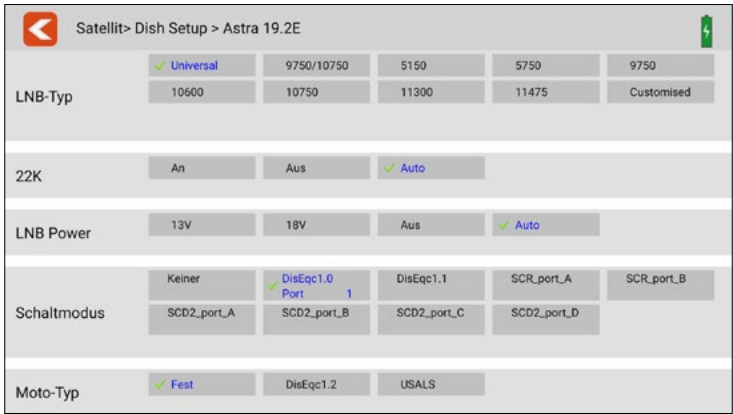 Satellit> Dish Setup > Astra 19.2E
LNB-Typ
Universal 9750/10750 5150 5750 9750
10600 10750 11300 11475 Customised
22K
An Aus Auto
LNB Power
13V 18V Aus Auto
Schaltmodus
Keiner DisEqc1.0 Port 1 DisEqc1.1 SCR_port_A SCR_port_B
SCD2_port_A SCD2_port_B SCD2_port_C SCD2_port_D
Moto-Typ
Fest DisEqc1.2 USALS